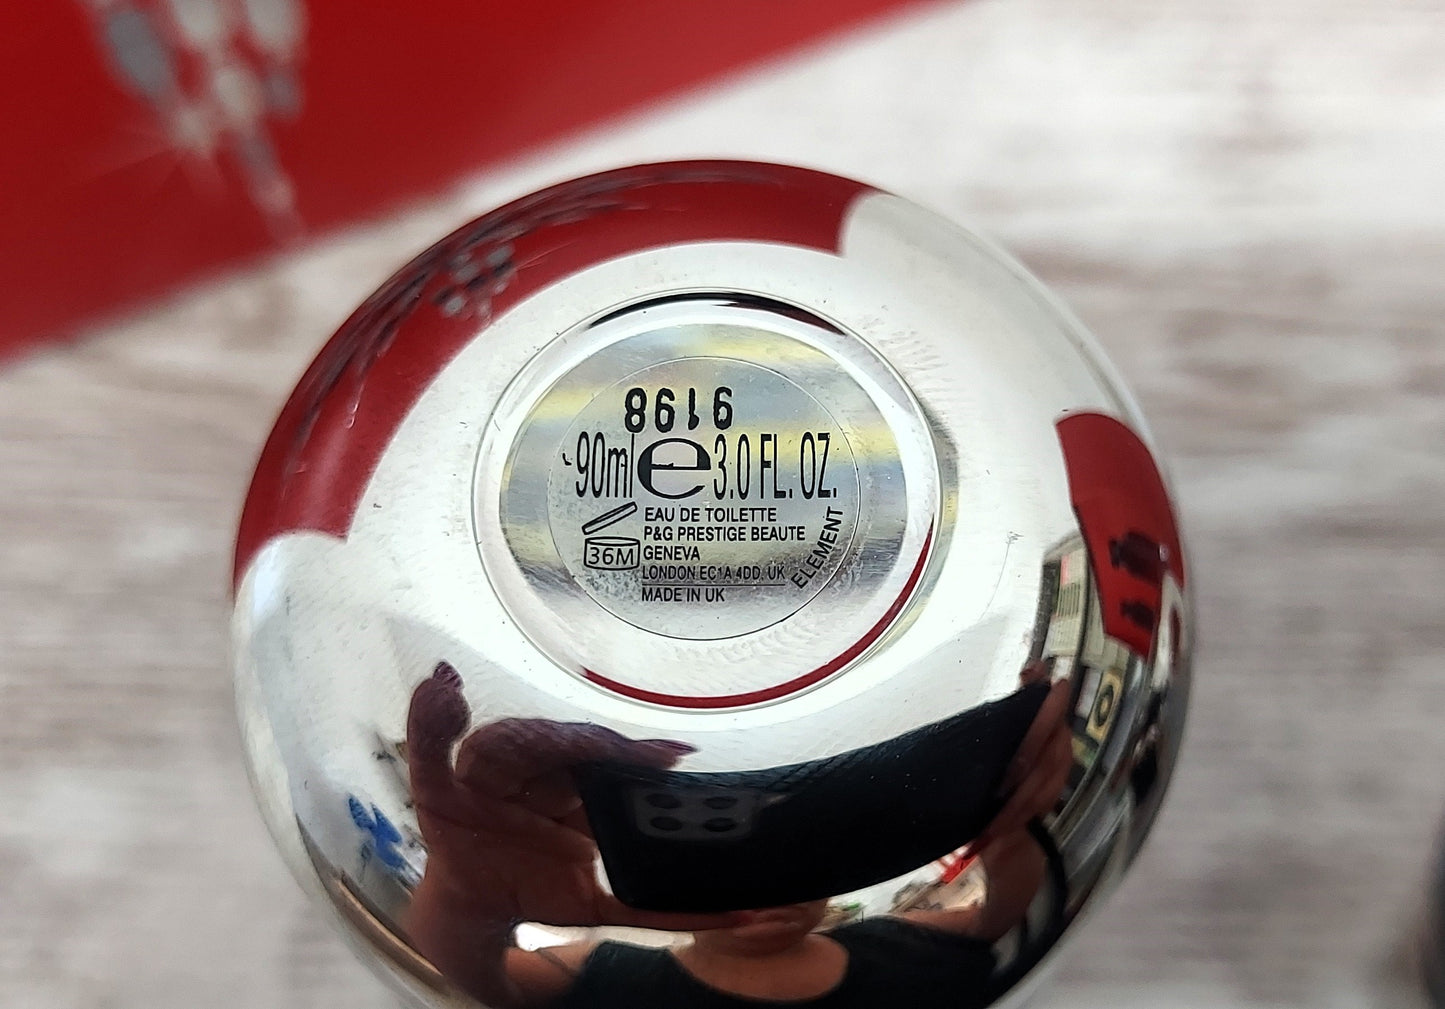 6198
90ml e 3.0 FL. OZ.
EAU DE TOILETTE
P&G PRESTIGE BEAUTE
36M GENEVA
LONDON EC1A 4DD, UK
MADE IN UK
ELEMENT